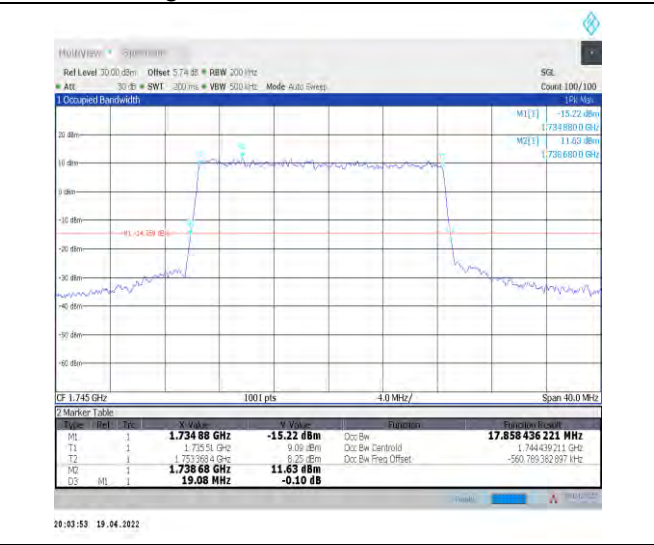 MultiView Spectrum
Ref Level 30.00 dBm Offset 5.74 dB RBW 200 kHz SGL
Att 30 dB SWT 200 ms VBW 500 kHz Mode Auto Sweep Count 100/100
1 Occupied Bandwidth 1Pk Max
M1[1] -15.22 dBm
1.734 880 0 GHz
M2[1] 11.63 dBm
1.738 680 0 GHz
20 dBm
10 dBm
0 dBm
-10 dBm
-20 dBm
-30 dBm
-40 dBm
-50 dBm
-60 dBm
CF 1.745 GHz 1001 pts 4.0 MHz/ Span 40.0 MHz
2 Marker Table
Type Ref Trc X-Value Y-Value Function Function Result
M1 1 1.734 88 GHz -15.22 dBm Occ Bw 17.858 436 221 MHz
T1 1 1.735 51 GHz 9.09 dBm Occ Bw Centroid 1.744 439 211 GHz
T2 1 1.753 368 4 GHz 8.25 dBm Occ Bw Freq Offset -560.789 382 897 kHz
M2 1 1.738 68 GHz 11.63 dBm
D3 M1 1 19.08 MHz -0.10 dB
20:03:53 19.04.2022